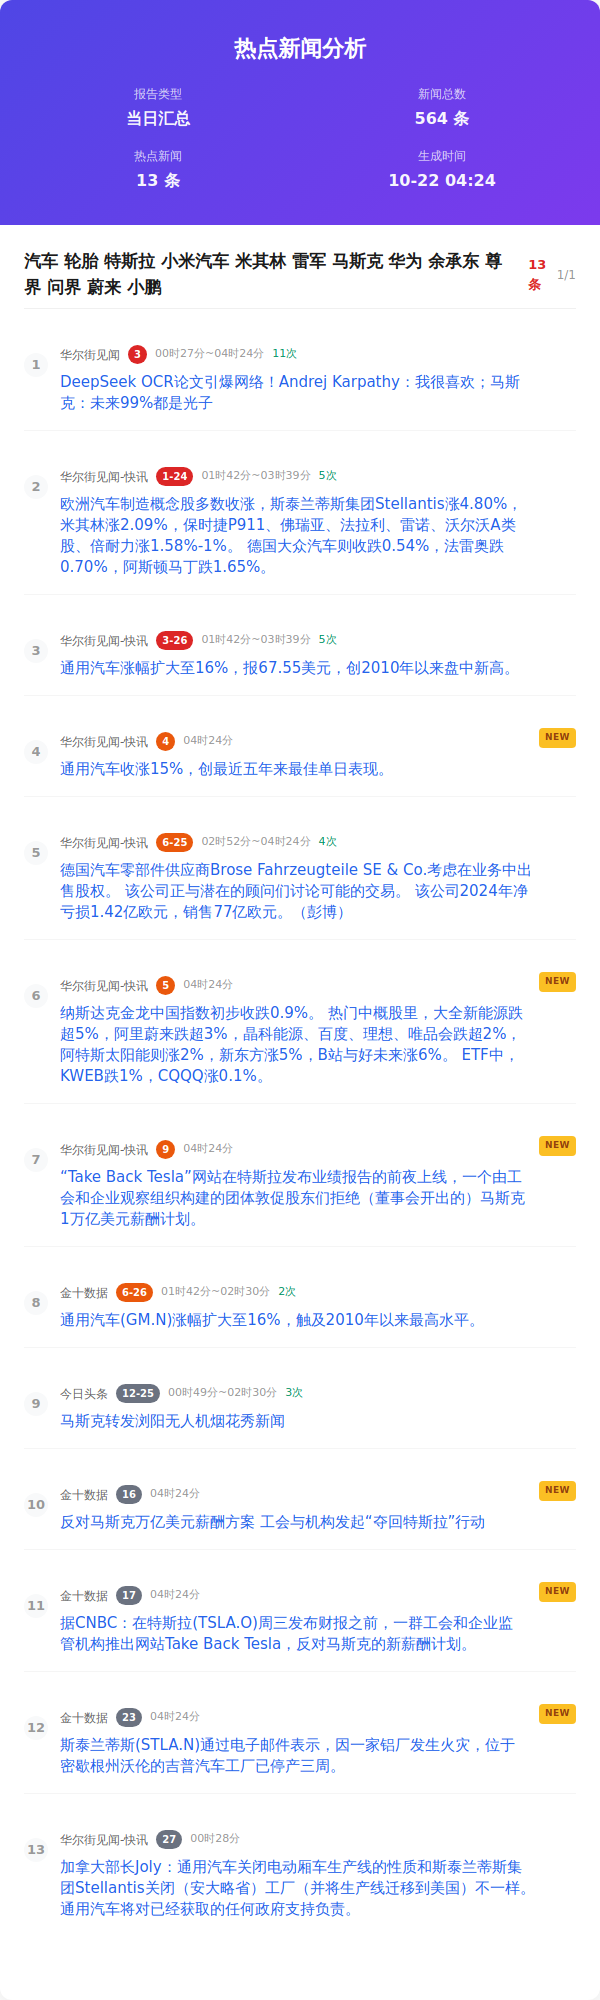 热点新闻分析
报告类型
当日汇总
新闻总数
564 条
热点新闻
13 条
生成时间
10-22 04:24
汽车 轮胎 特斯拉 小米汽车 米其林 雷军 马斯克 华为 余承东 尊
界 问界 蔚来 小鹏
13
条
1/1
1
华尔街见闻 3 00时27分~04时24分 11次
DeepSeek OCR论文引爆网络！Andrej Karpathy：我很喜欢；马斯
克：未来99%都是光子
2
华尔街见闻-快讯 1-24 01时42分~03时39分 5次
欧洲汽车制造概念股多数收涨，斯泰兰蒂斯集团Stellantis涨4.80%，
米其林涨2.09%，保时捷P911、佛瑞亚、法拉利、雷诺、沃尔沃A类
股、倍耐力涨1.58%-1%。 德国大众汽车则收跌0.54%，法雷奥跌
0.70%，阿斯顿马丁跌1.65%。
3
华尔街见闻-快讯 3-26 01时42分~03时39分 5次
通用汽车涨幅扩大至16%，报67.55美元，创2010年以来盘中新高。
4
华尔街见闻-快讯 4 04时24分 NEW
通用汽车收涨15%，创最近五年来最佳单日表现。
5
华尔街见闻-快讯 6-25 02时52分~04时24分 4次
德国汽车零部件供应商Brose Fahrzeugteile SE & Co.考虑在业务中出
售股权。 该公司正与潜在的顾问们讨论可能的交易。 该公司2024年净
亏损1.42亿欧元，销售77亿欧元。（彭博）
6
华尔街见闻-快讯 5 04时24分 NEW
纳斯达克金龙中国指数初步收跌0.9%。 热门中概股里，大全新能源跌
超5%，阿里蔚来跌超3%，晶科能源、百度、理想、唯品会跌超2%，
阿特斯太阳能则涨2%，新东方涨5%，B站与好未来涨6%。 ETF中，
KWEB跌1%，CQQQ涨0.1%。
7
华尔街见闻-快讯 9 04时24分 NEW
“Take Back Tesla”网站在特斯拉发布业绩报告的前夜上线，一个由工
会和企业观察组织构建的团体敦促股东们拒绝（董事会开出的）马斯克
1万亿美元薪酬计划。
8
金十数据 6-26 01时42分~02时30分 2次
通用汽车(GM.N)涨幅扩大至16%，触及2010年以来最高水平。
9
今日头条 12-25 00时49分~02时30分 3次
马斯克转发浏阳无人机烟花秀新闻
10
金十数据 16 04时24分 NEW
反对马斯克万亿美元薪酬方案 工会与机构发起“夺回特斯拉”行动
11
金十数据 17 04时24分 NEW
据CNBC：在特斯拉(TSLA.O)周三发布财报之前，一群工会和企业监
管机构推出网站Take Back Tesla，反对马斯克的新薪酬计划。
12
金十数据 23 04时24分 NEW
斯泰兰蒂斯(STLA.N)通过电子邮件表示，因一家铝厂发生火灾，位于
密歇根州沃伦的吉普汽车工厂已停产三周。
13
华尔街见闻-快讯 27 00时28分
加拿大部长Joly：通用汽车关闭电动厢车生产线的性质和斯泰兰蒂斯集
团Stellantis关闭（安大略省）工厂（并将生产线迁移到美国）不一样。
通用汽车将对已经获取的任何政府支持负责。